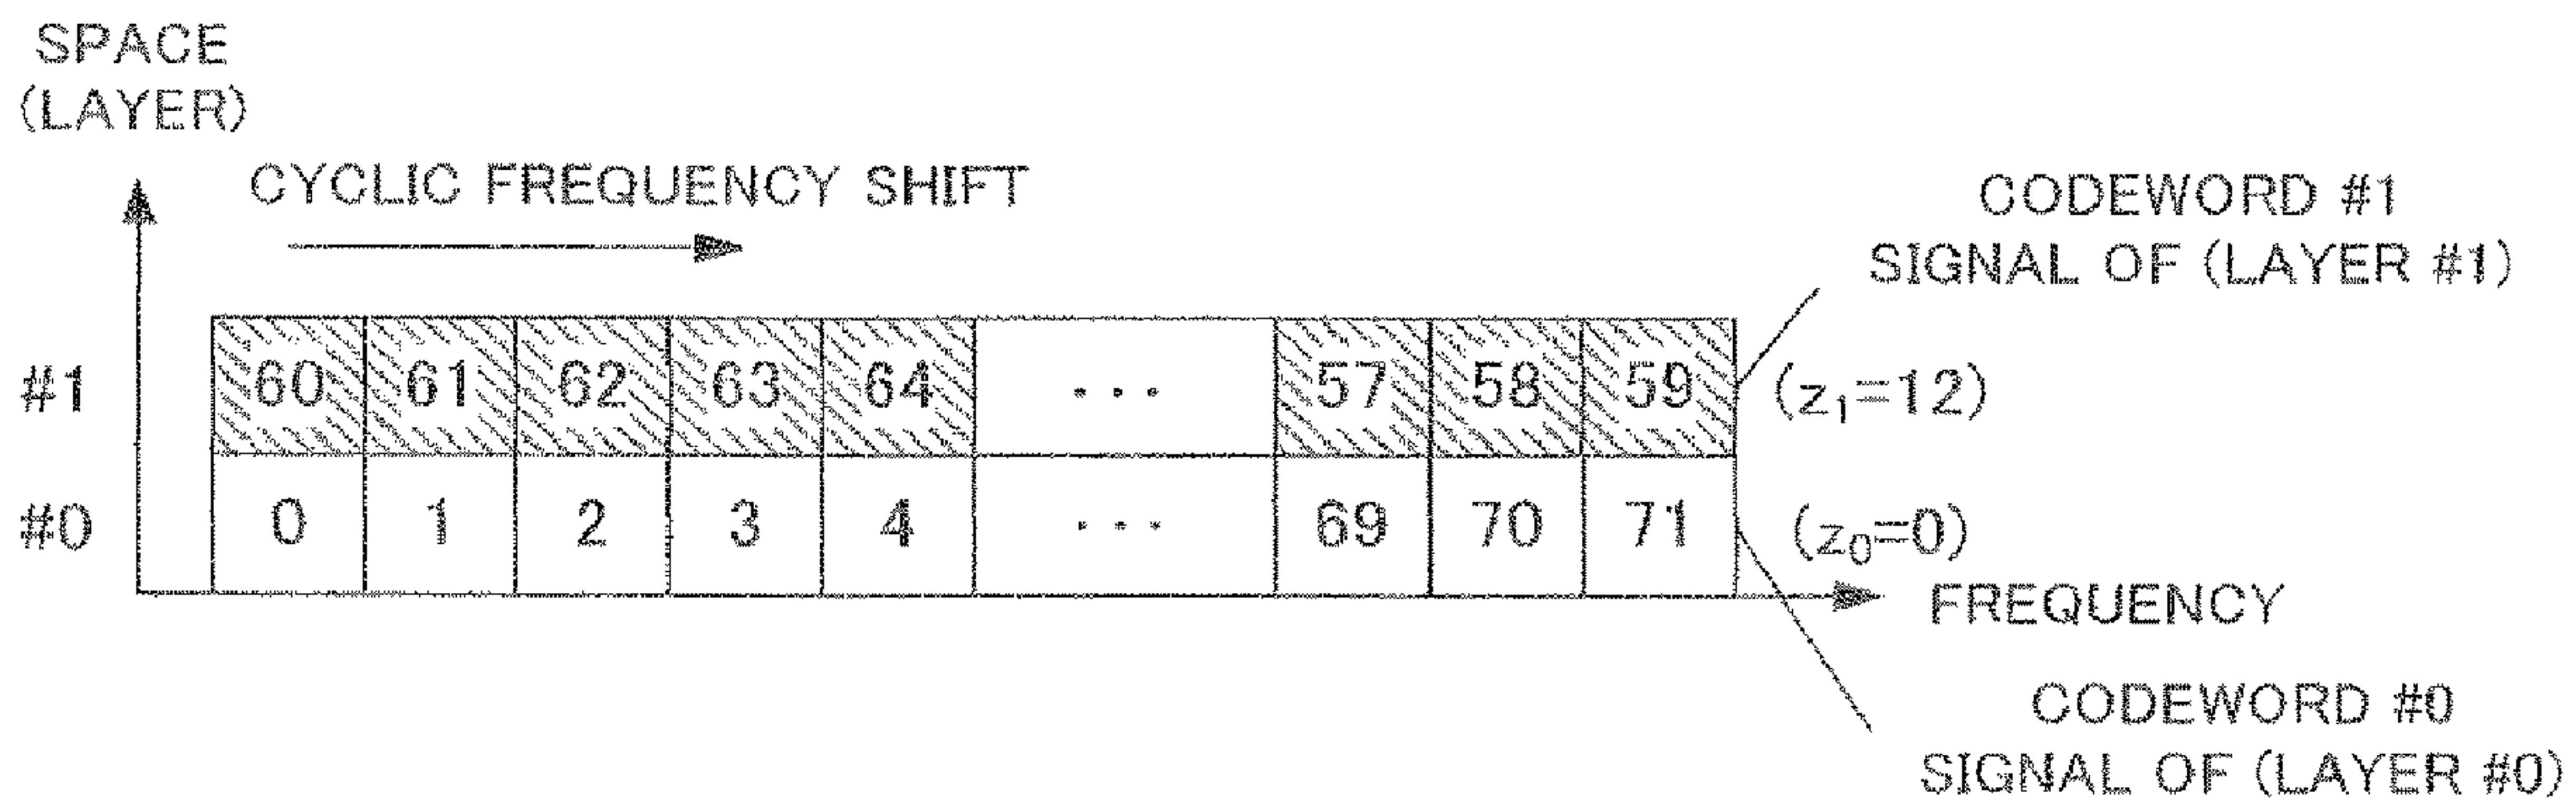 SPACE
(LAYER)
CYCLIC FREQUENCY SHIFT
CODEWORD #1
SIGNAL OF (LAYER #1)
#1 60 61 62 63 64 ... 57 58 59 (z1=12)
#0 0 1 2 3 4 ... 69 70 71 (z0=0)
FREQUENCY
CODEWORD #0
SIGNAL OF (LAYER #0)